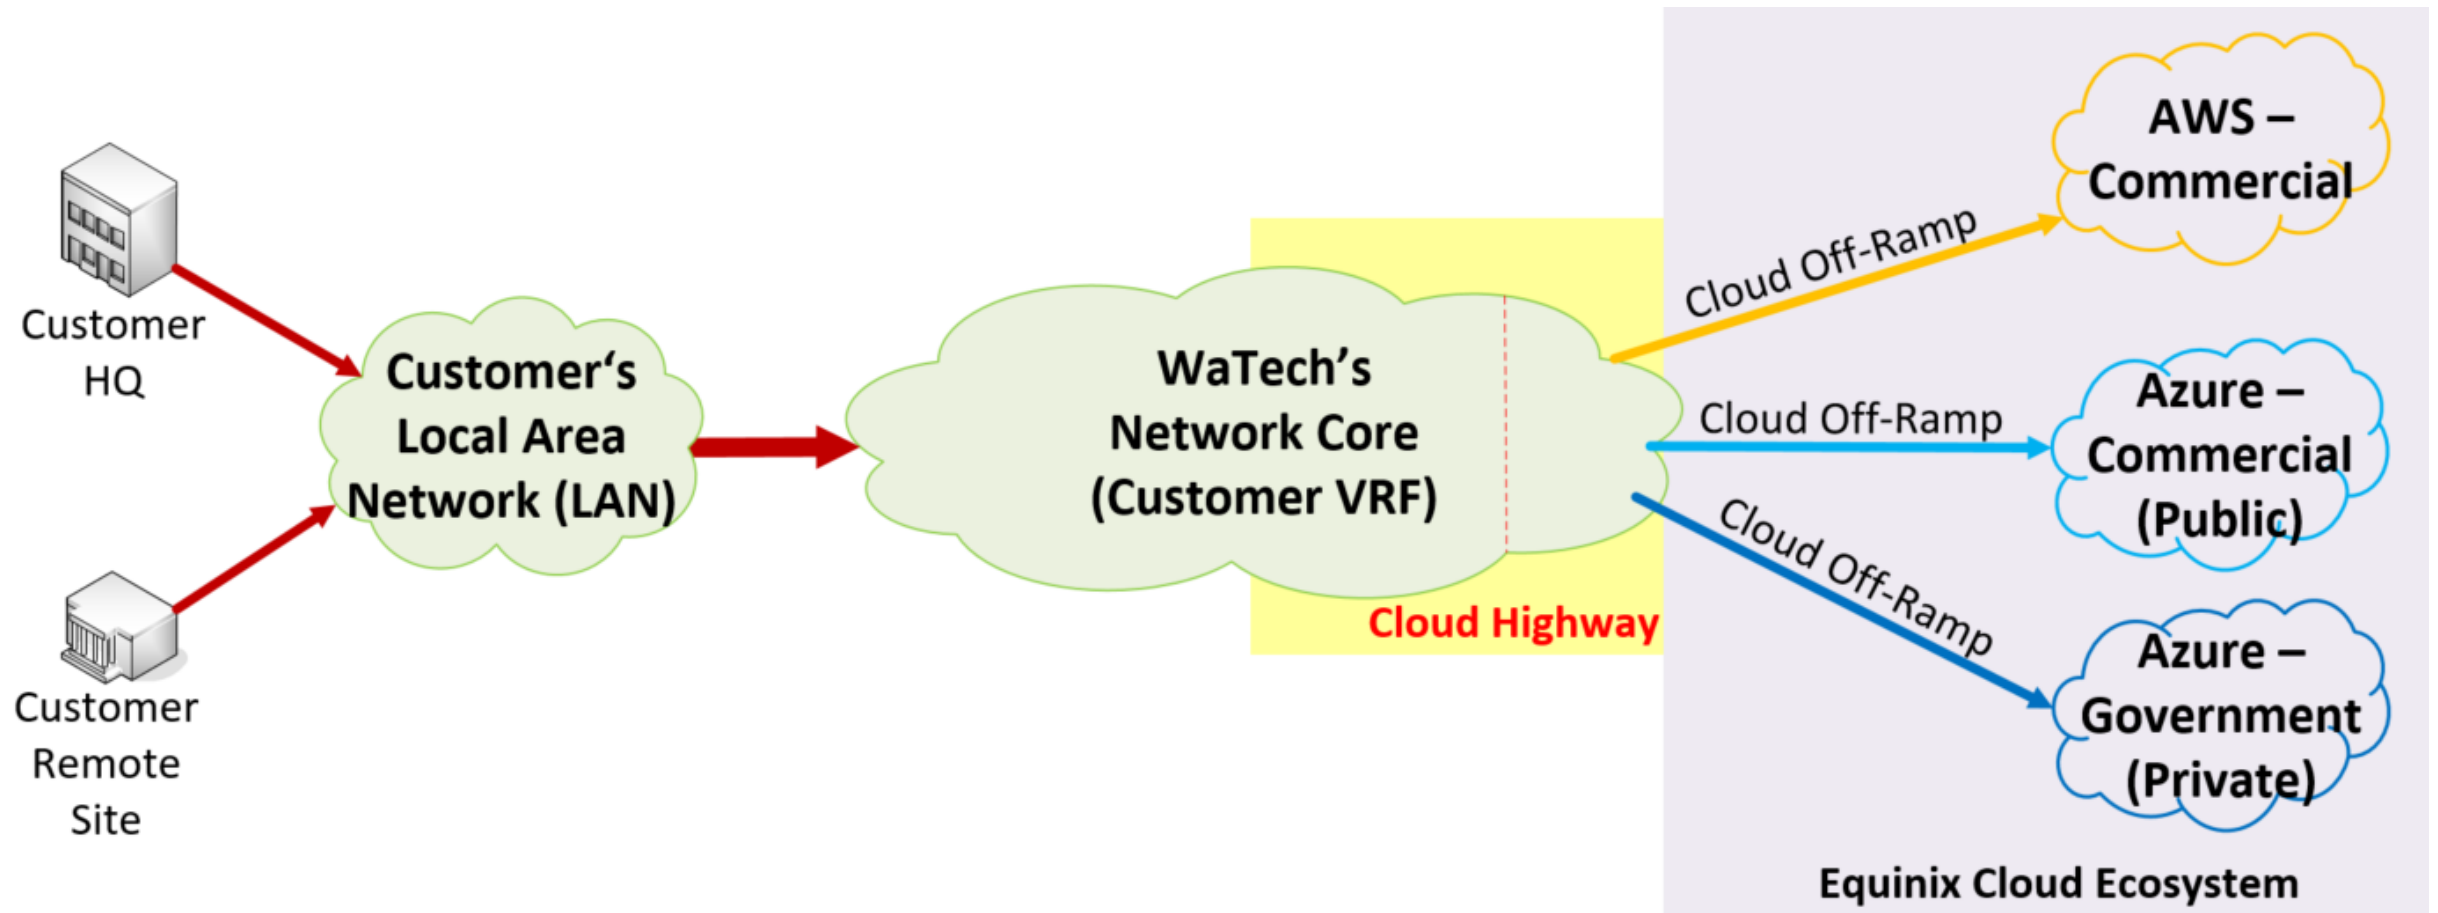 Customer
HQ
Customer
Remote
Site
Customer‘s
Local Area
Network (LAN)
WaTech’s
Network Core
(Customer VRF)
Cloud Highway
Cloud Off-Ramp
Cloud Off-Ramp
Cloud Off-Ramp
AWS –
Commercial
Azure –
Commercial
(Public)
Azure –
Government
(Private)
Equinix Cloud Ecosystem